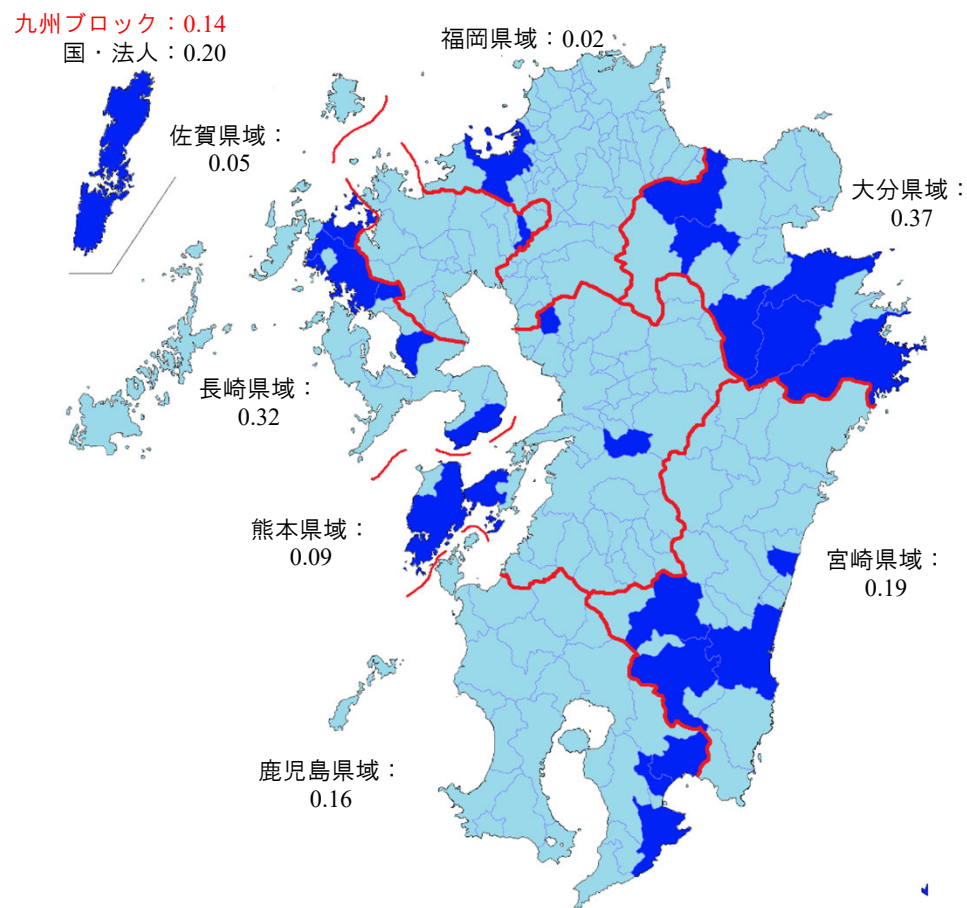 九州ブロック：0.14
国・法人：0.20
福岡県域：0.02
佐賀県域：
0.05
大分県域：
0.37
長崎県域：
0.32
熊本県域：
0.09
宮崎県域：
0.19
鹿児島県域：
0.16